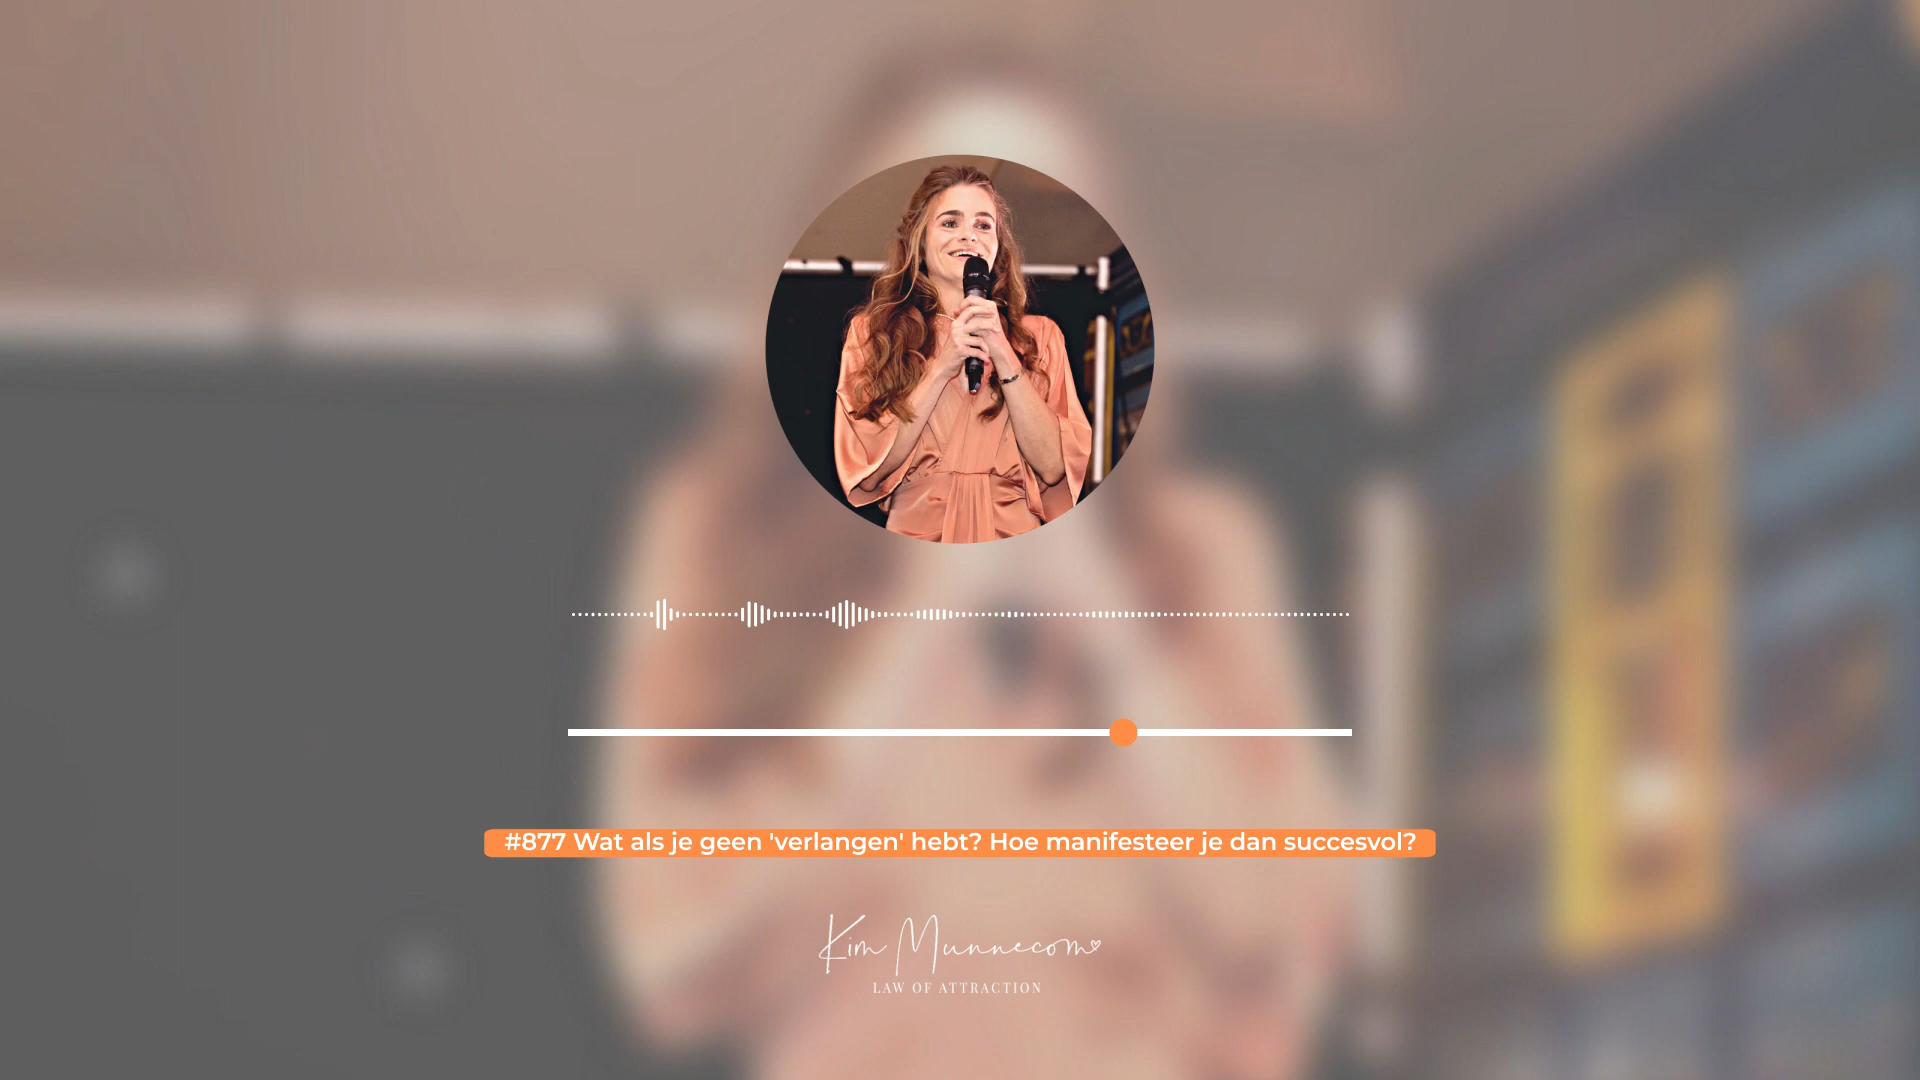 #877 Wat als je geen 'verlangen' hebt? Hoe manifesteer je dan succesvol?
Kim Munnecom
LAW OF ATTRACTION